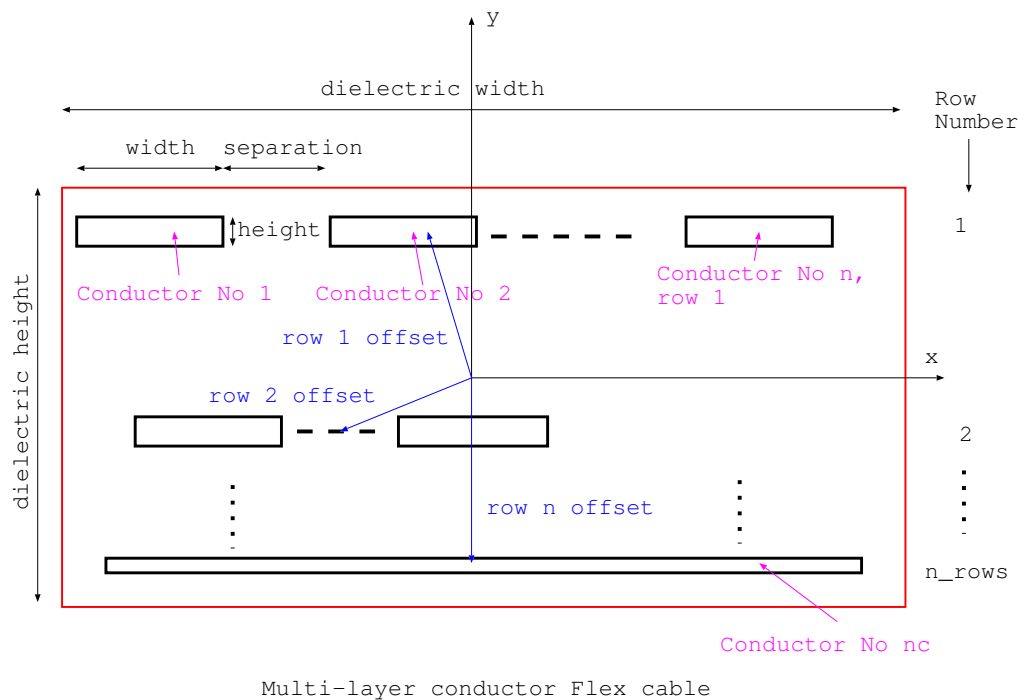 y
dielectric width
Row
Number
width
separation
height
1
Conductor No 1
Conductor No 2
Conductor No n,
row 1
row 1 offset
x
row 2 offset
dielectric height
2
row n offset
n_rows
Conductor No nc
Multi-layer conductor Flex cable